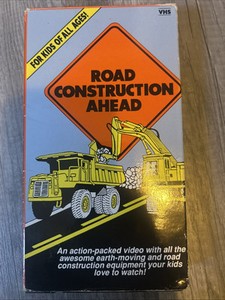 VHS
FOR KIDS OF ALL AGES!
ROAD
CONSTRUCTION
AHEAD
An action-packed video with all the
awesome earth-moving and road
construction equipment your kids
love to watch!